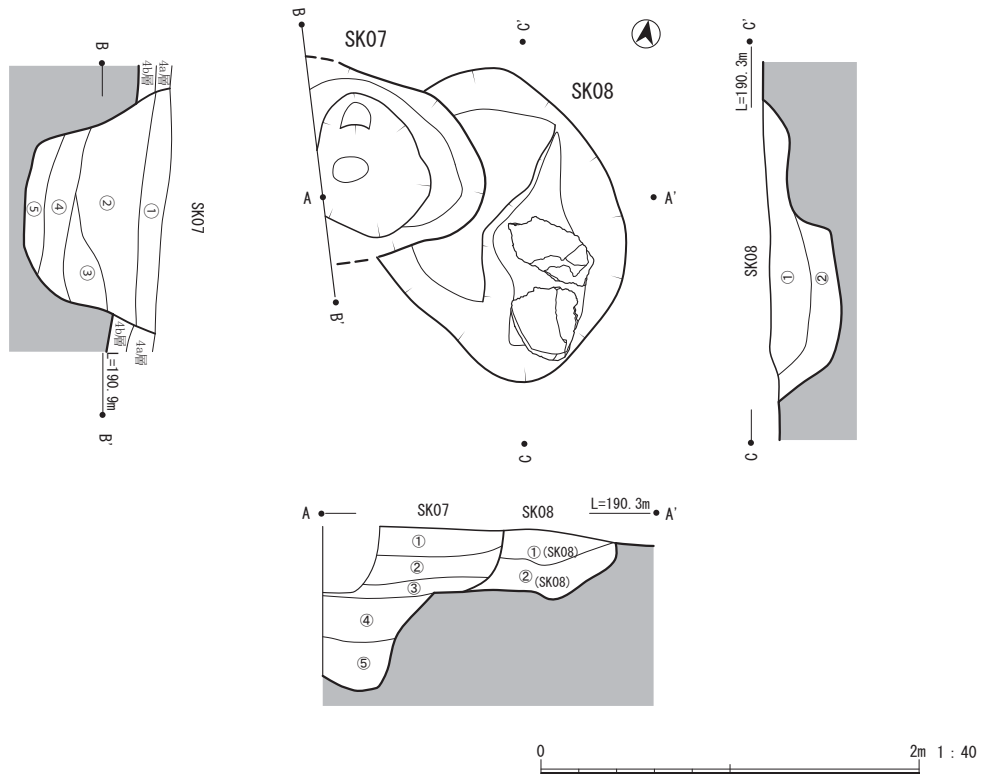 B
SK07
C'
SK08
A
A'
B'
C
B
4b層
4a層
⑤
④
②
①
③
SK07
4b層
4a層
L=190.9m
B'
C'
L=190.3m
SK08
①
②
C
A
SK07
SK08
L=190.3m
A'
①
②
③
④
⑤
①(SK08)
②(SK08)
0
2m
1:40